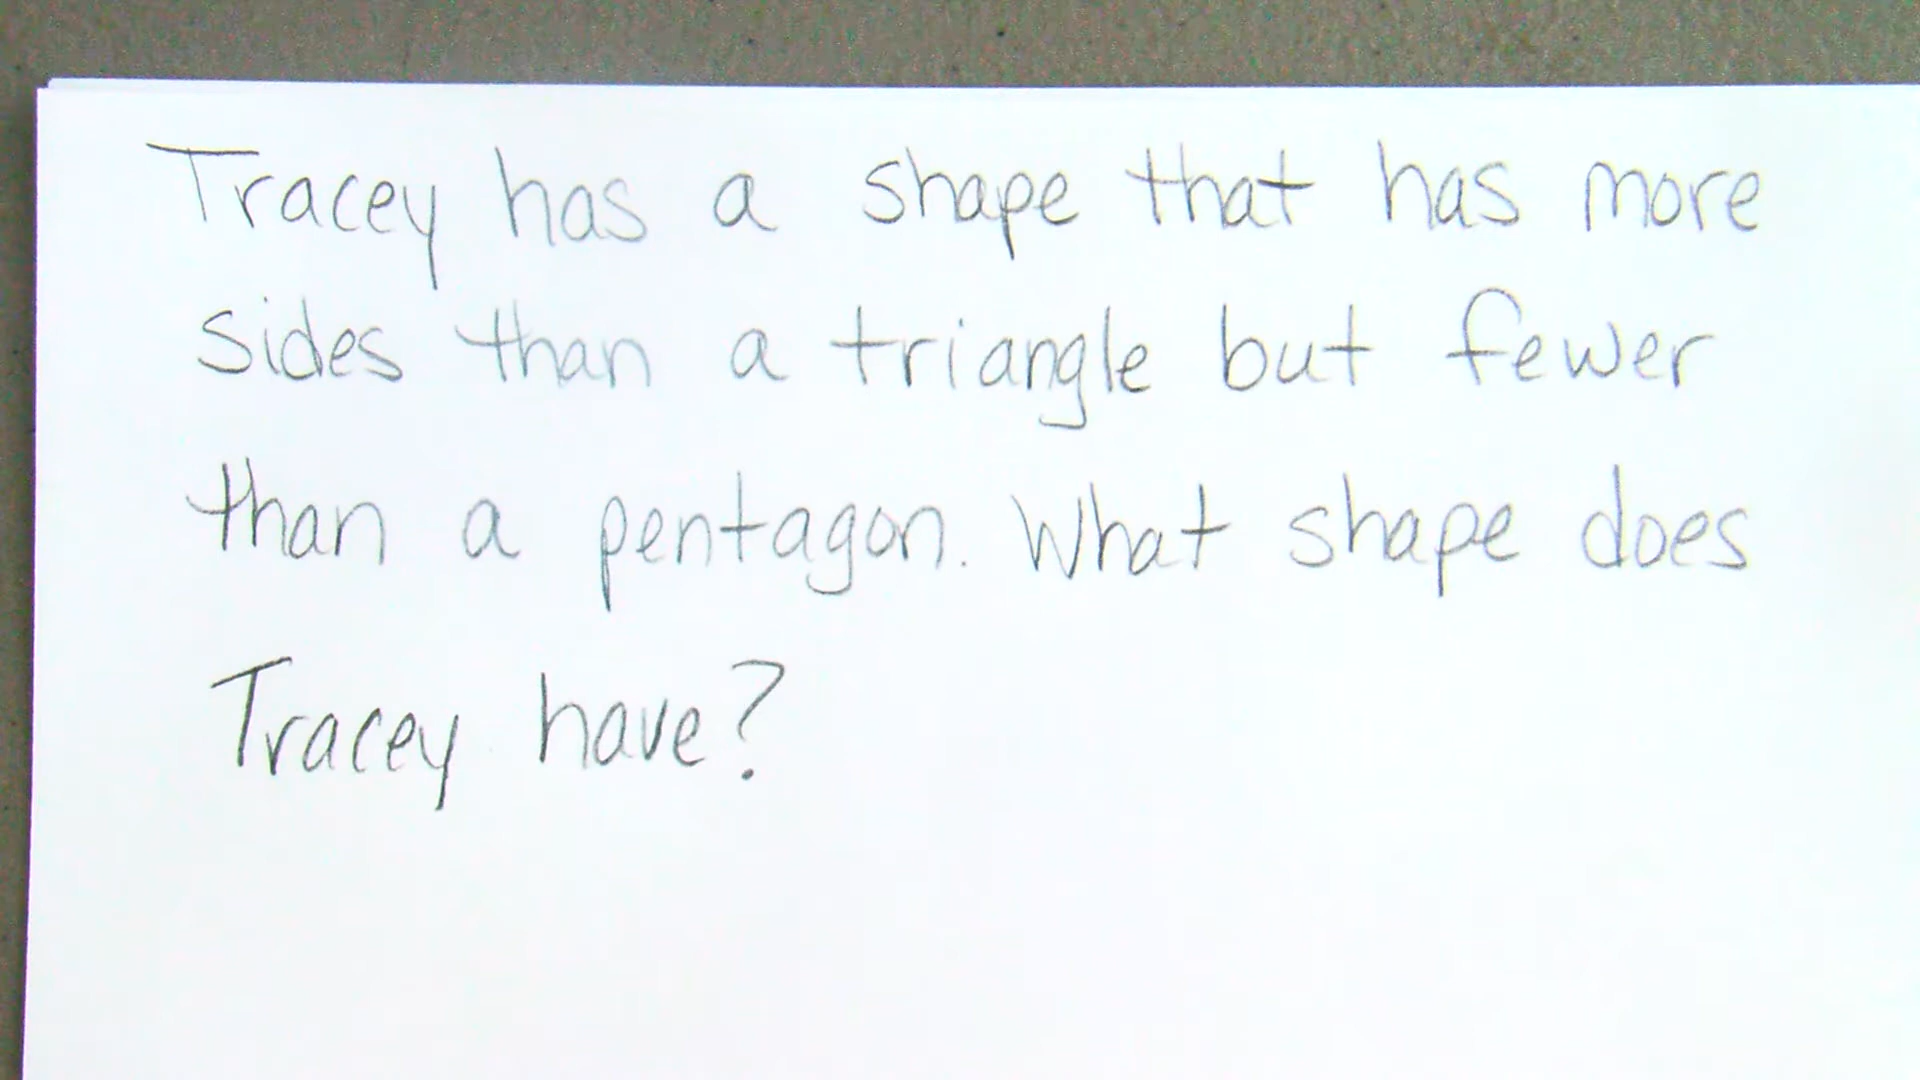 Tracey has a shape that has more
sides than a triangle but fewer
than a pentagon. What shape does
Tracey have?